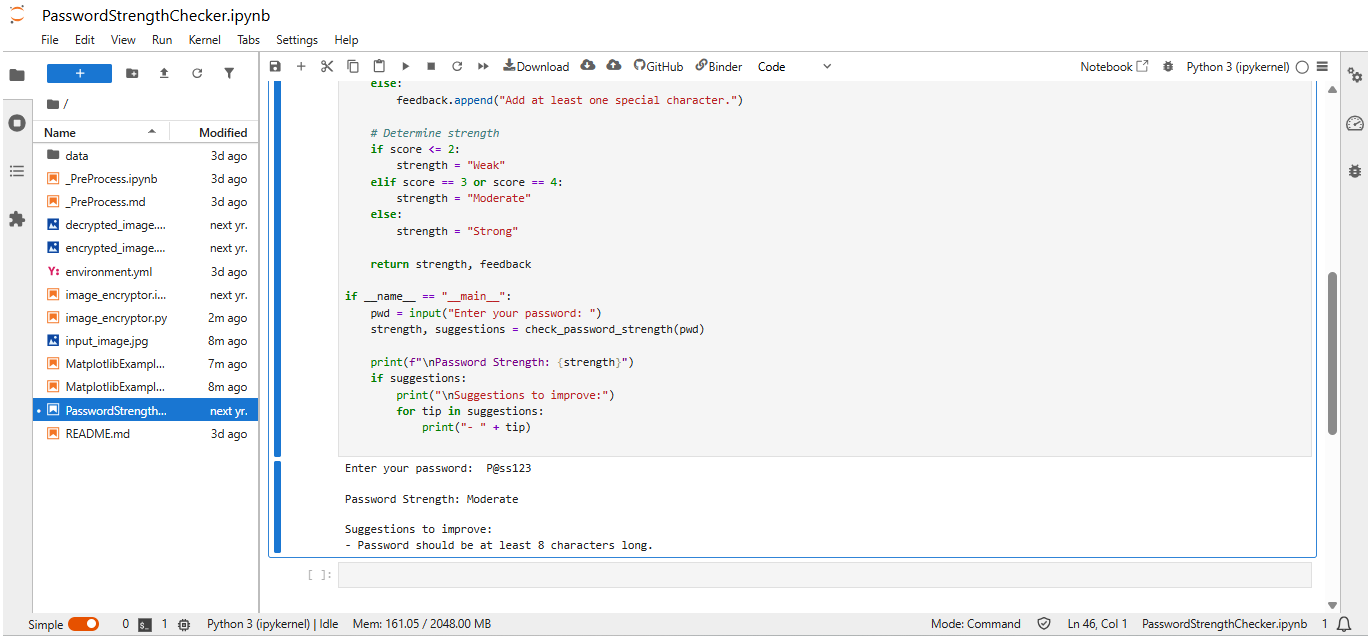 PasswordStrengthChecker.ipynb
File Edit View Run Kernel Tabs Settings Help
+
Download GitHub Binder Code Notebook Python 3 (ipykernel)
/
Name Modified
data 3d ago
_PreProcess.ipynb 3d ago
_PreProcess.md 3d ago
decrypted_image.... next yr.
encrypted_image.... next yr.
Y: environment.yml 3d ago
image_encryptor.i... next yr.
image_encryptor.py 2m ago
input_image.jpg 8m ago
MatplotlibExampl... 7m ago
MatplotlibExampl... 8m ago
PasswordStrength... next yr.
README.md 3d ago
else:
feedback.append("Add at least one special character.")
# Determine strength
if score <= 2:
strength = "Weak"
elif score == 3 or score == 4:
strength = "Moderate"
else:
strength = "Strong"
return strength, feedback
if __name__ == "__main__":
pwd = input("Enter your password: ")
strength, suggestions = check_password_strength(pwd)
print(f"\nPassword Strength: {strength}")
if suggestions:
print("\nSuggestions to improve:")
for tip in suggestions:
print("- " + tip)
Enter your password:  P@ss123
Password Strength: Moderate
Suggestions to improve:
- Password should be at least 8 characters long.
[ ]:
Simple 0 $_ 1 Python 3 (ipykernel) | Idle Mem: 161.05 / 2048.00 MB Mode: Command Ln 46, Col 1 PasswordStrengthChecker.ipynb 1